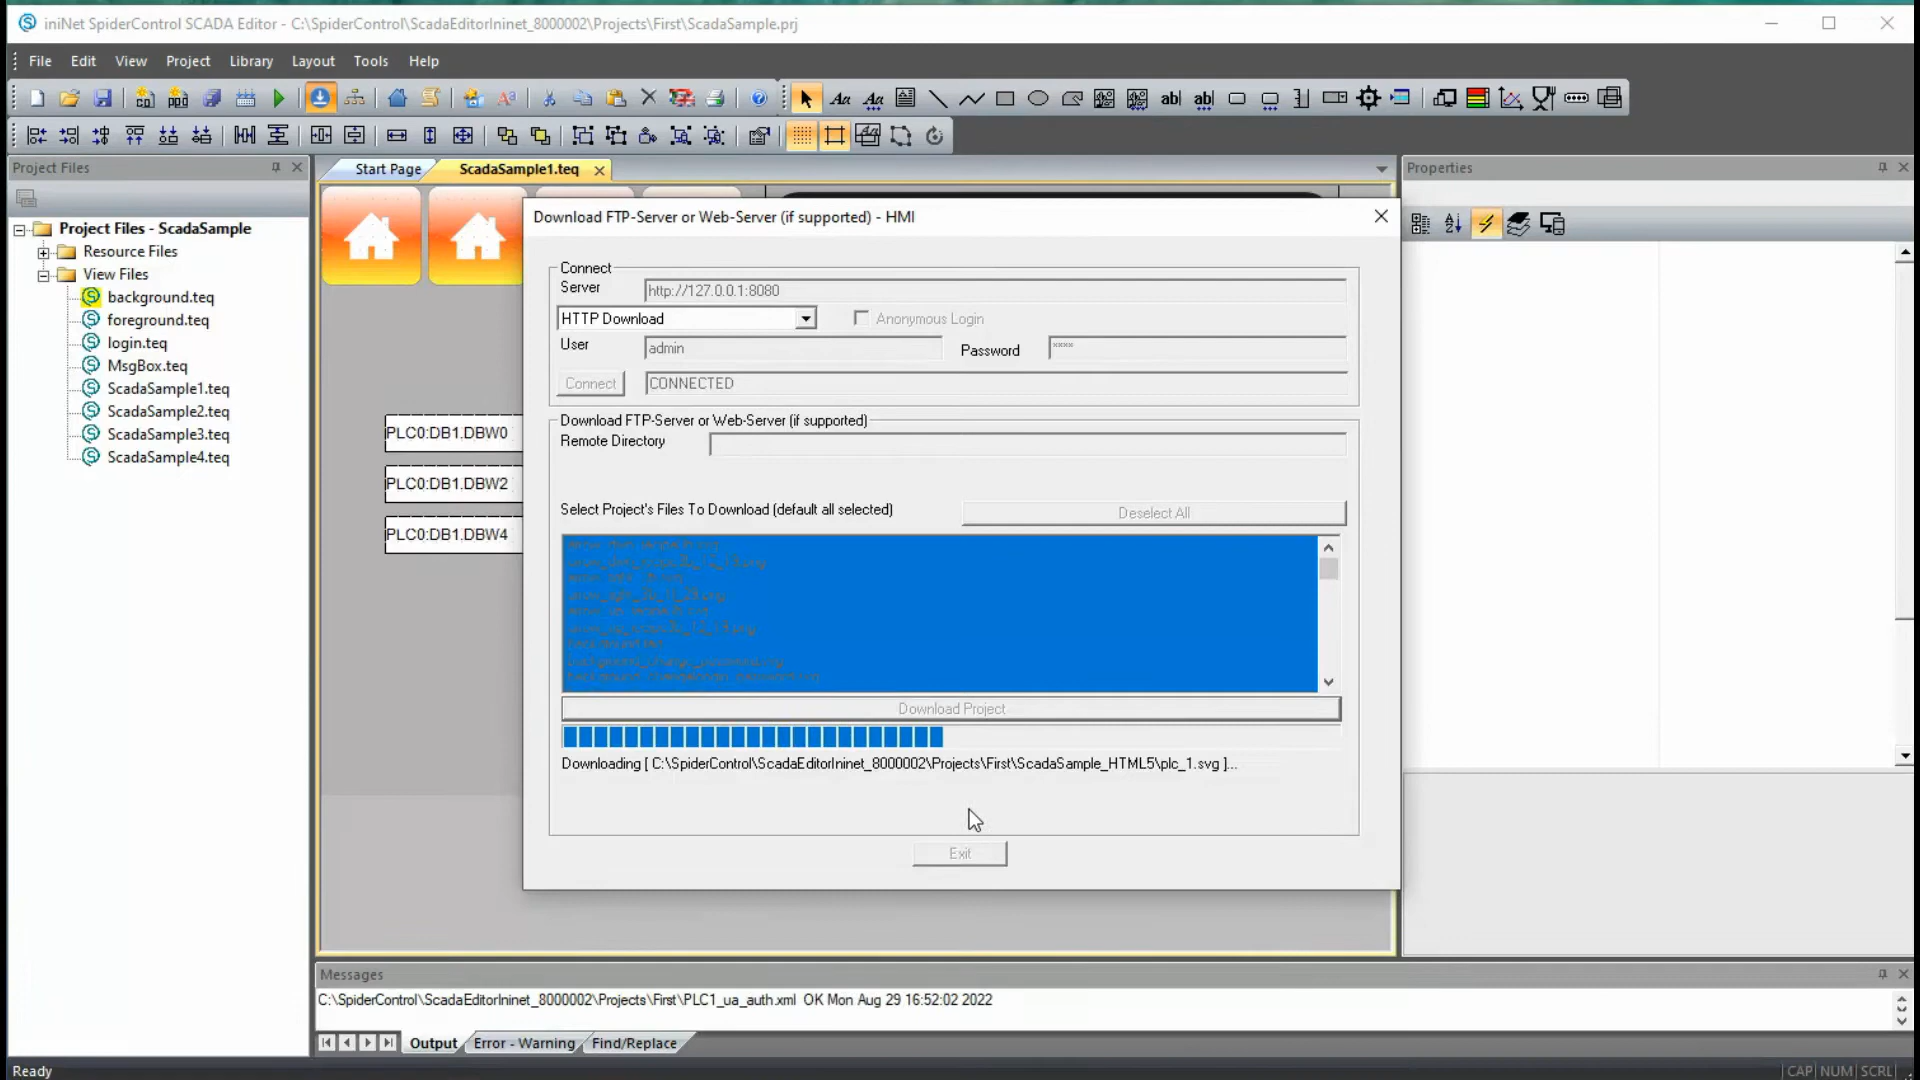 iniNet SpiderControl SCADA Editor - C:\SpiderControl\ScadaEditorIninet_8000002\Projects\First\ScadaSample.prj
File Edit View Project Library Layout Tools Help
Project Files
Start Page
ScadaSample1.teq
Properties
Project Files - ScadaSample
Resource Files
View Files
background.teq
foreground.teq
login.teq
MsgBox.teq
ScadaSample1.teq
ScadaSample2.teq
ScadaSample3.teq
ScadaSample4.teq
PLC0:DB1.DBW0
PLC0:DB1.DBW2
PLC0:DB1.DBW4
Download FTP-Server or Web-Server (if supported) - HMI
Connect
Server http://127.0.0.1:8080
HTTP Download Anonymous Login
User admin Password ****
Connect CONNECTED
Download FTP-Server or Web-Server (if supported)
Remote Directory
Select Project's Files To Download (default all selected) Deselect All
Download Project
Downloading [ C:\SpiderControl\ScadaEditorIninet_8000002\Projects\First\ScadaSample_HTML5\plc_1.svg ]...
Exit
Messages
C:\SpiderControl\ScadaEditorIninet_8000002\Projects\First\PLC1_ua_auth.xml OK Mon Aug 29 16:52:02 2022
Output Error - Warning Find/Replace
Ready CAP NUM SCRL